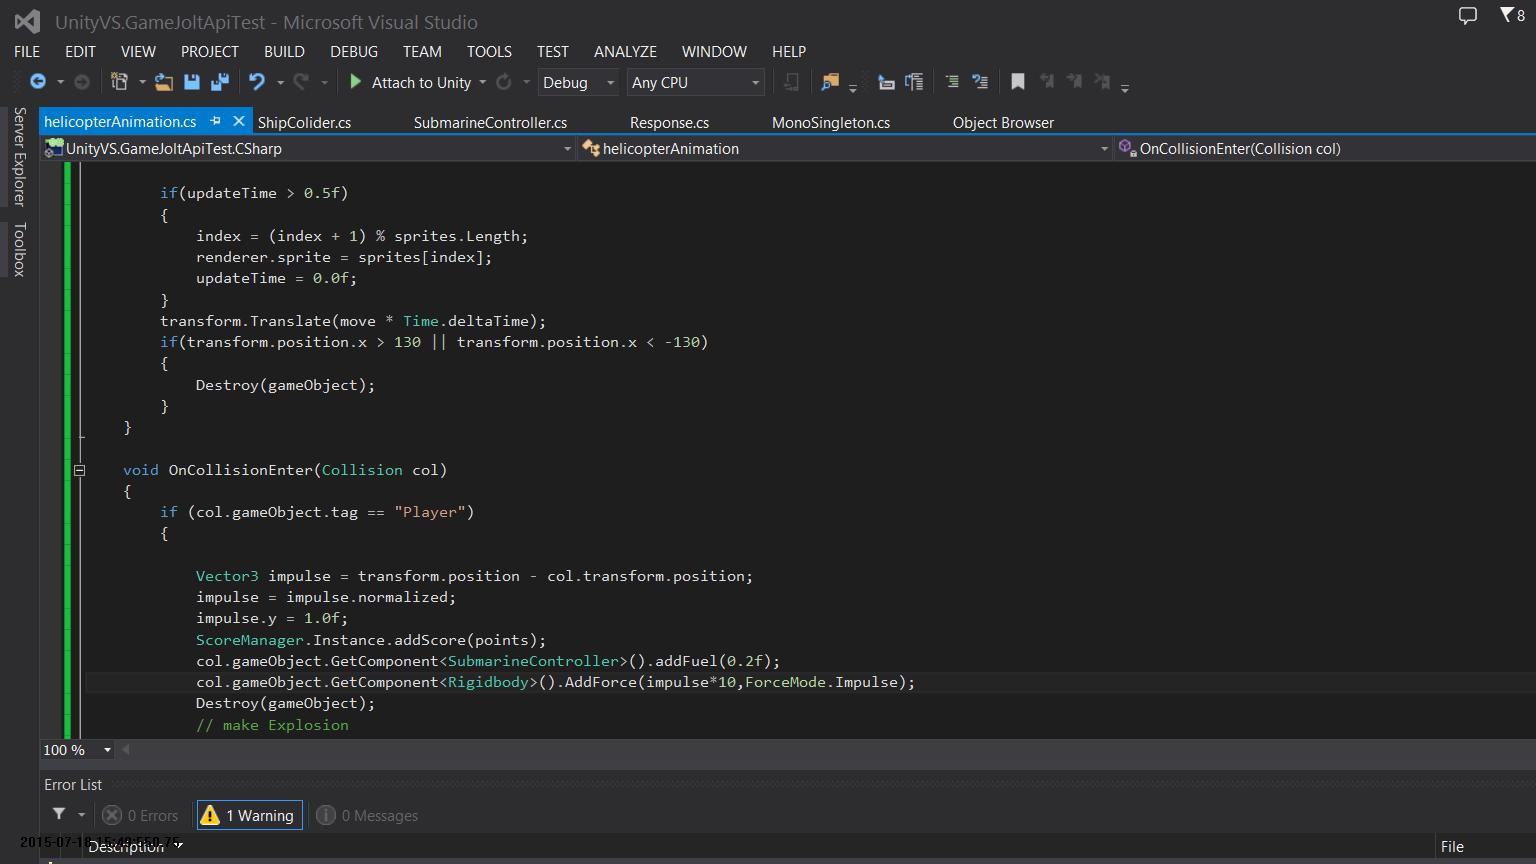 UnityVS.GameJoltApiTest - Microsoft Visual Studio
8
FILE EDIT VIEW PROJECT BUILD DEBUG TEAM TOOLS TEST ANALYZE WINDOW HELP
Attach to Unity Debug Any CPU
helicopterAnimation.cs ShipColider.cs SubmarineController.cs Response.cs MonoSingleton.cs Object Browser
UnityVS.GameJoltApiTest.CSharp helicopterAnimation OnCollisionEnter(Collision col)
Server Explorer
Toolbox
if(updateTime > 0.5f)
{
index = (index + 1) % sprites.Length;
renderer.sprite = sprites[index];
updateTime = 0.0f;
}
transform.Translate(move * Time.deltaTime);
if(transform.position.x > 130 || transform.position.x < -130)
{
Destroy(gameObject);
}
}
void OnCollisionEnter(Collision col)
{
if (col.gameObject.tag == "Player")
{
Vector3 impulse = transform.position - col.transform.position;
impulse = impulse.normalized;
impulse.y = 1.0f;
ScoreManager.Instance.addScore(points);
col.gameObject.GetComponent<SubmarineController>().addFuel(0.2f);
col.gameObject.GetComponent<Rigidbody>().AddForce(impulse*10,ForceMode.Impulse);
Destroy(gameObject);
// make Explosion
100 %
Error List
0 Errors 1 Warning 0 Messages
Description File